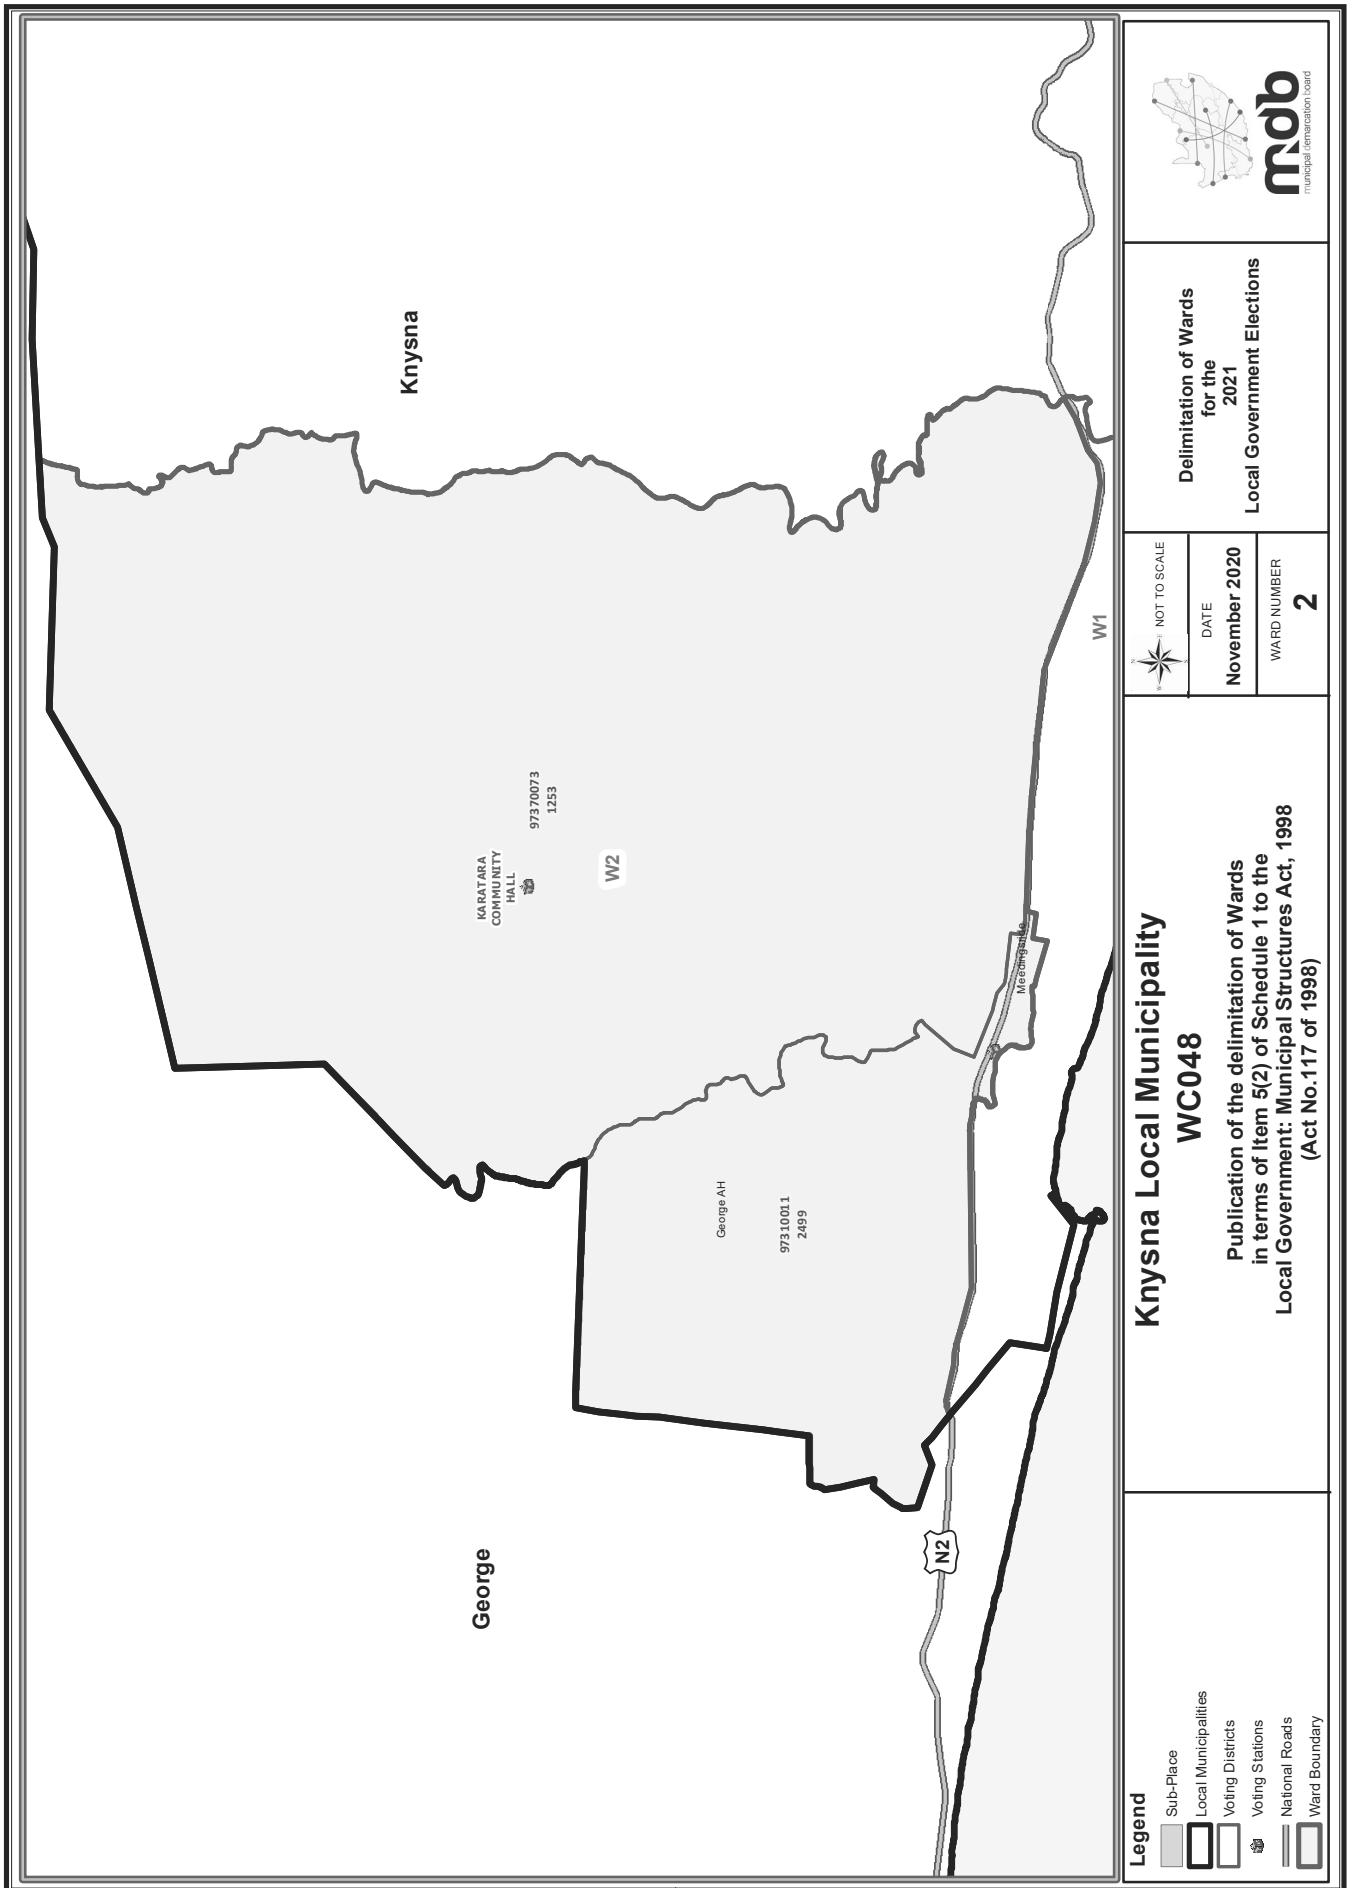 George
Knysna
KARATARA
COMMUNITY
HALL
97370073
1253
W2
George AH
97310011
2499
N2
W1
Legend
Sub-Place
Local Municipalities
Voting Districts
Voting Stations
National Roads
Ward Boundary
Knysna Local Municipality
WC048
Publication of the delimitation of Wards
in terms of Item 5(2) of Schedule 1 to the
Local Government: Municipal Structures Act, 1998
(Act No.117 of 1998)
NOT TO SCALE
DATE
November 2020
WARD NUMBER
2
Delimitation of Wards
for the
2021
Local Government Elections
mdb
municipal demarcation board